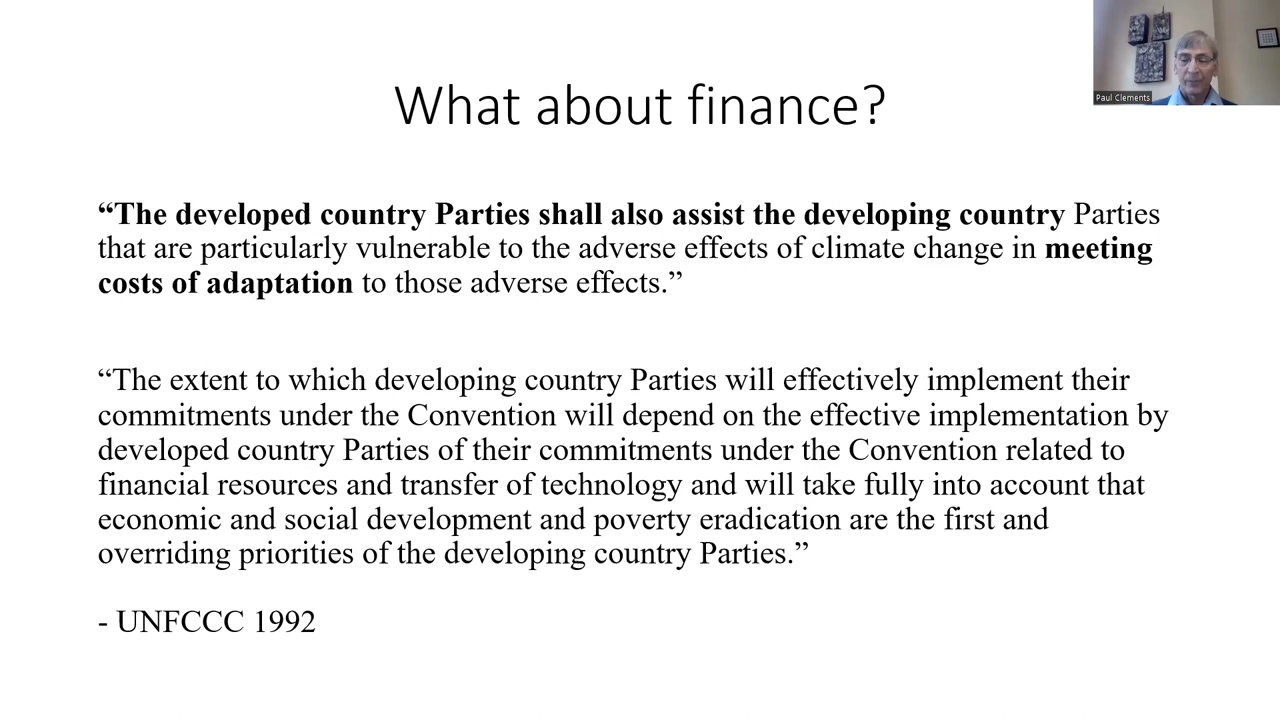 Paul Clements
What about finance?
“The developed country Parties shall also assist the developing country Parties
that are particularly vulnerable to the adverse effects of climate change in meeting
costs of adaptation to those adverse effects.”
“The extent to which developing country Parties will effectively implement their
commitments under the Convention will depend on the effective implementation by
developed country Parties of their commitments under the Convention related to
financial resources and transfer of technology and will take fully into account that
economic and social development and poverty eradication are the first and
overriding priorities of the developing country Parties.”
- UNFCCC 1992